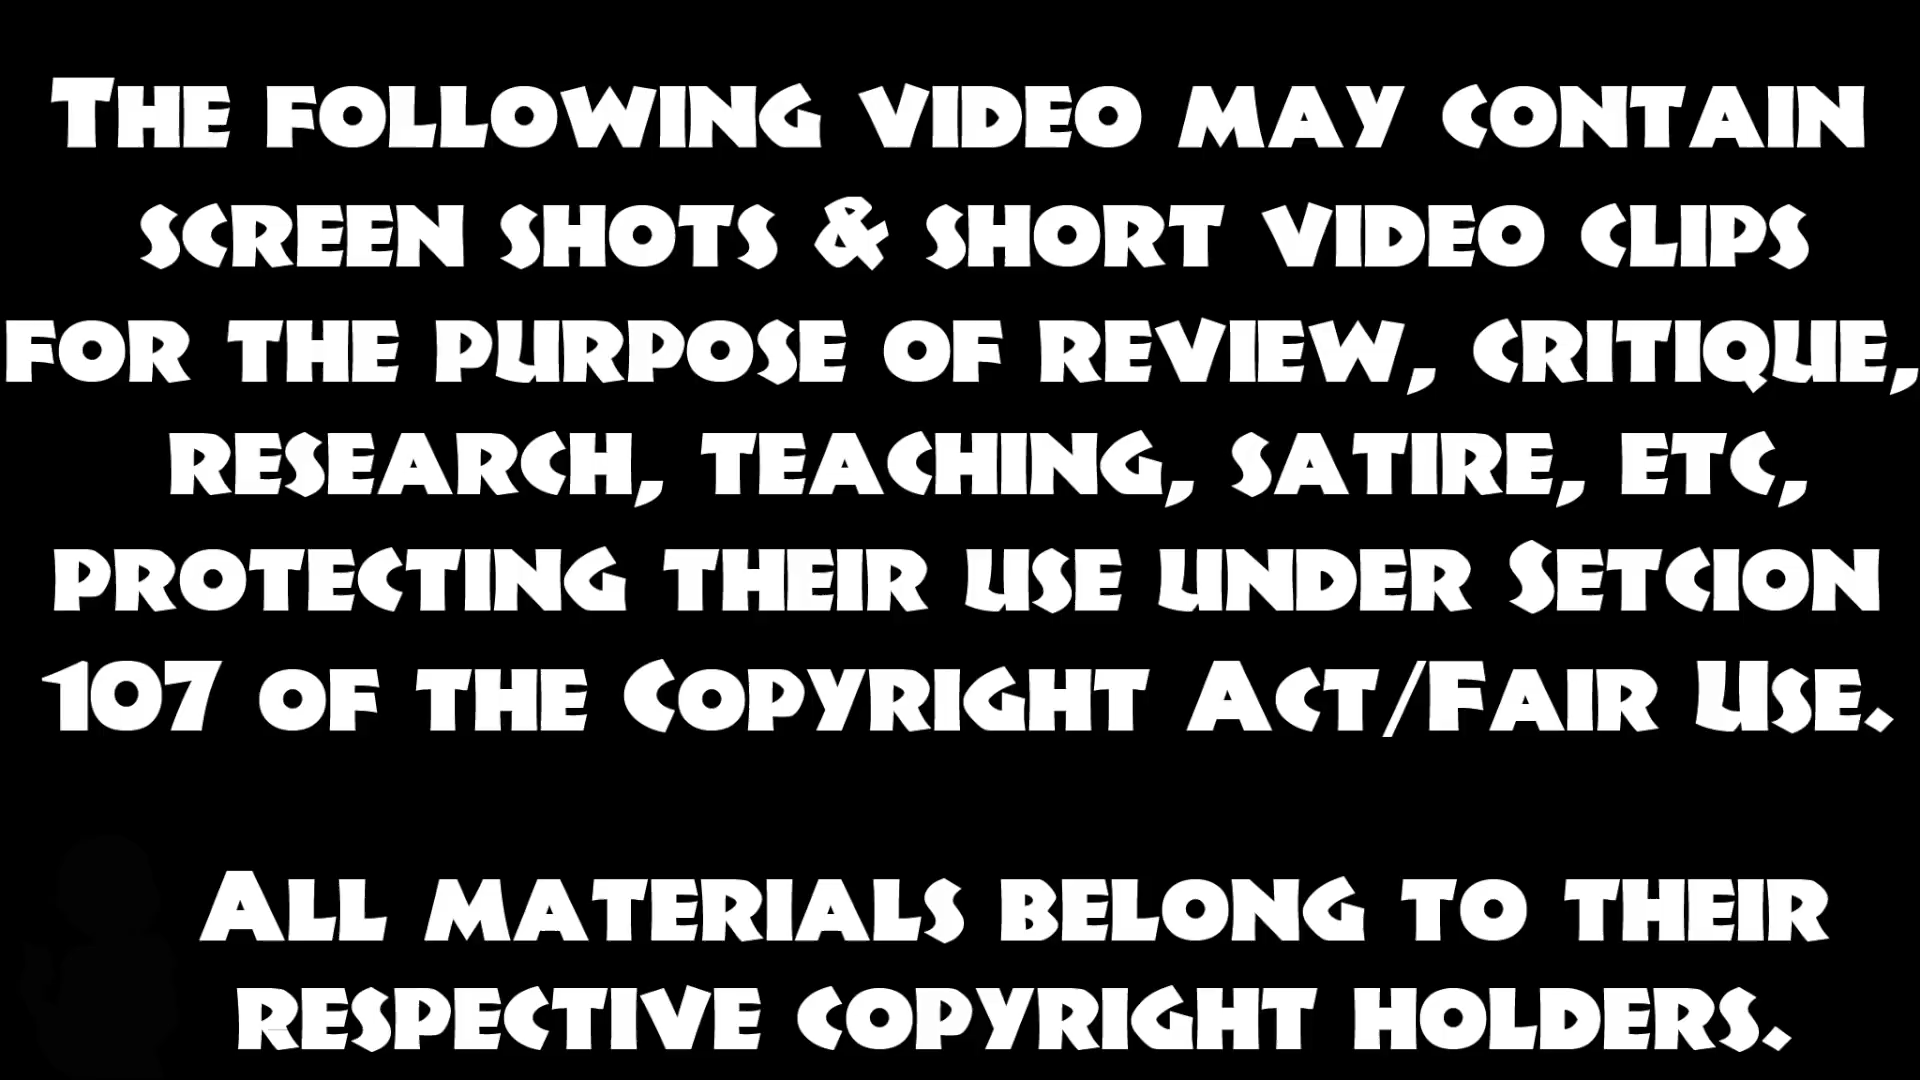 The following video may contain
screen shots & short video clips
for the purpose of review, critique,
research, teaching, satire, etc,
protecting their use under Setcion
107 of the Copyright Act/Fair Use.
All materials belong to their
respective copyright holders.